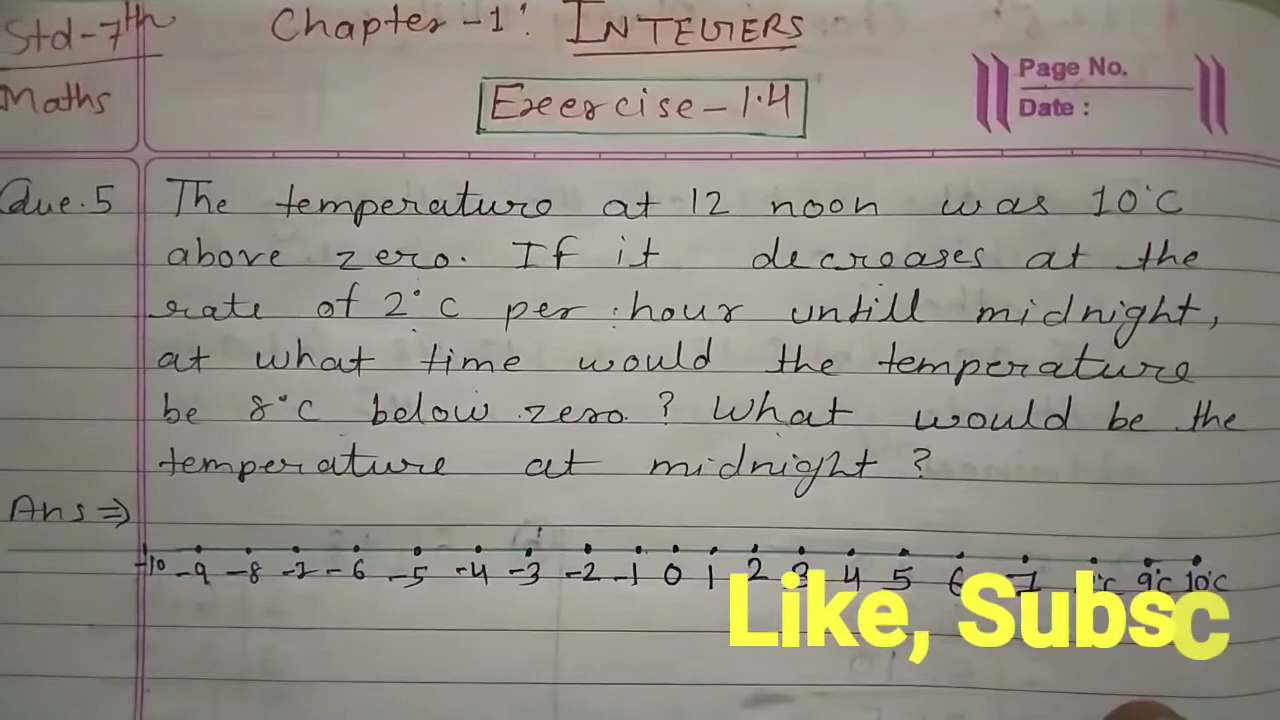 Std-7th
Chapter-1: INTEGERS
Maths
Exercise-1.4
Page No.
Date :
Que.5 The temperature at 12 noon was 10°C
above zero. If it decreases at the
rate of 2°C per hour untill midnight,
at what time would the temperature
be 8°C below zero? What would be the
temperature at midnight?
Ans ⇒
-10 -9 -8 -7 -6 -5 -4 -3 -2 -1 0 1 2 3 4 5 6 7 9°C 10°C
Like, Subsc